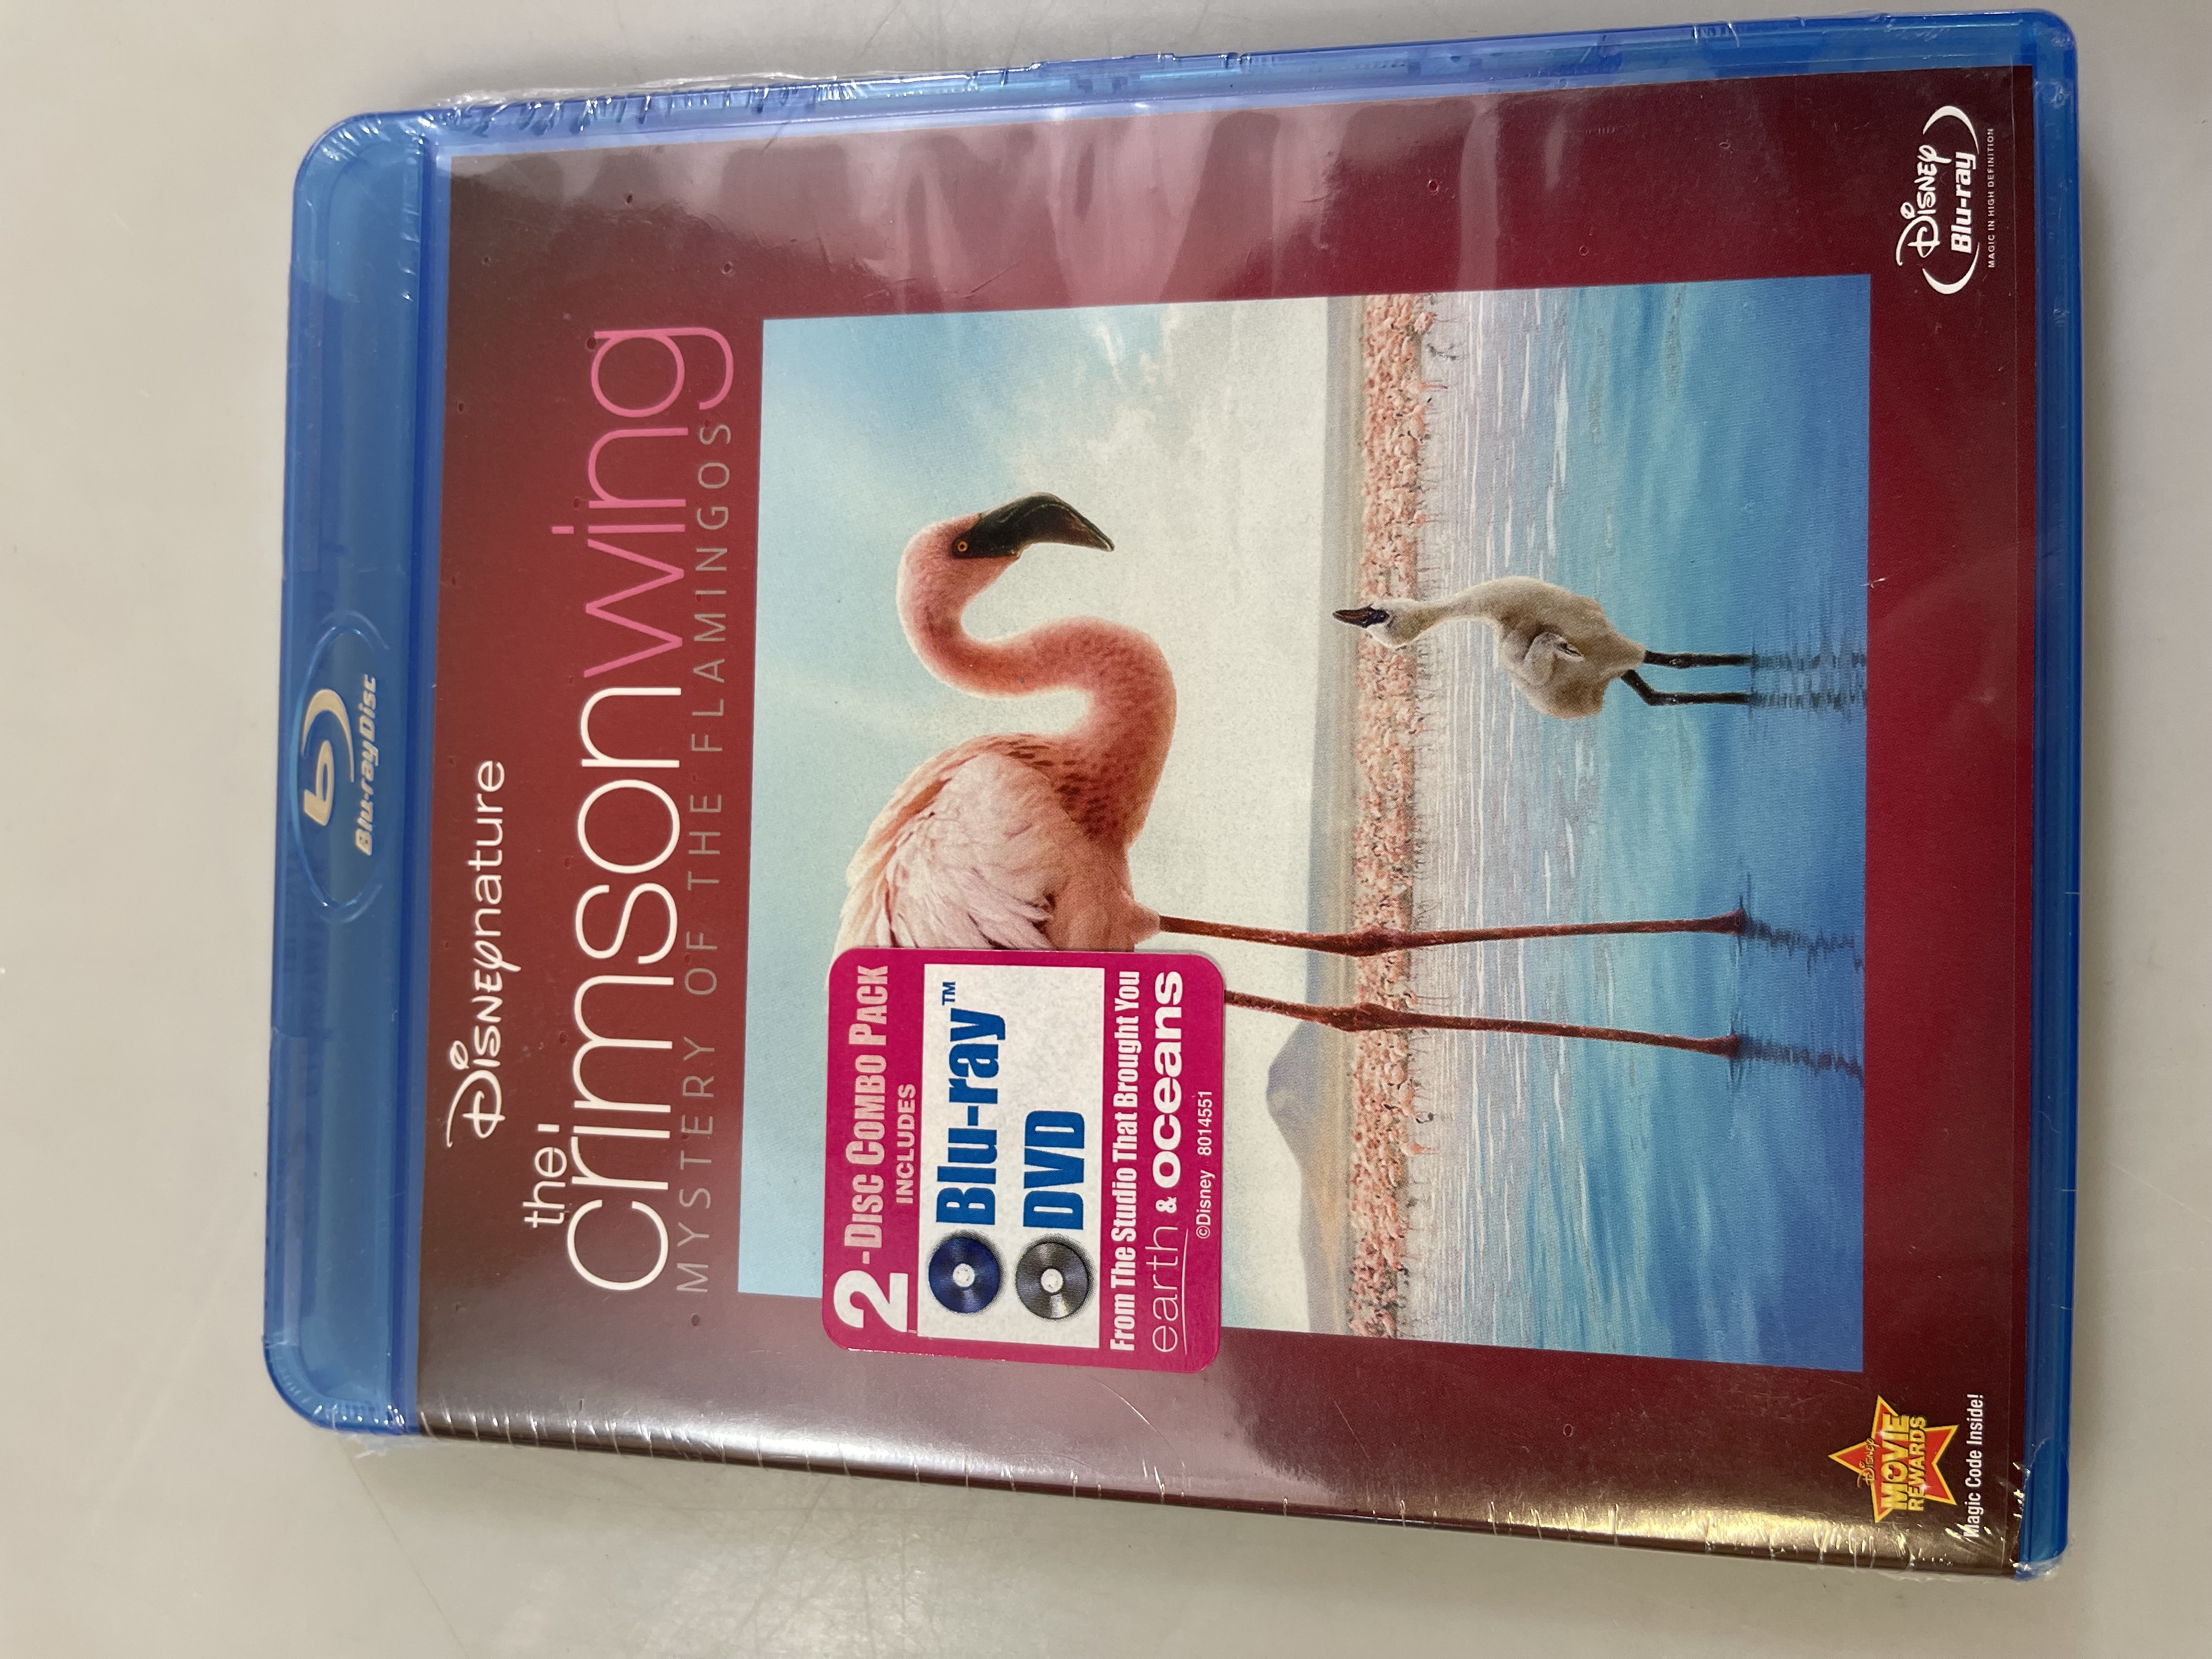 Blu-ray Disc
Disneynature
the
crimsonwing
MYSTERY OF THE FLAMINGOS
2-DISC COMBO PACK
INCLUDES
Blu-ray™
DVD
From The Studio That Brought You
earth & oceans
©Disney 8014551
Disney
MOVIE
REWARDS
Magic Code Inside!
Disney
Blu-ray
MAGIC IN HIGH DEFINITION